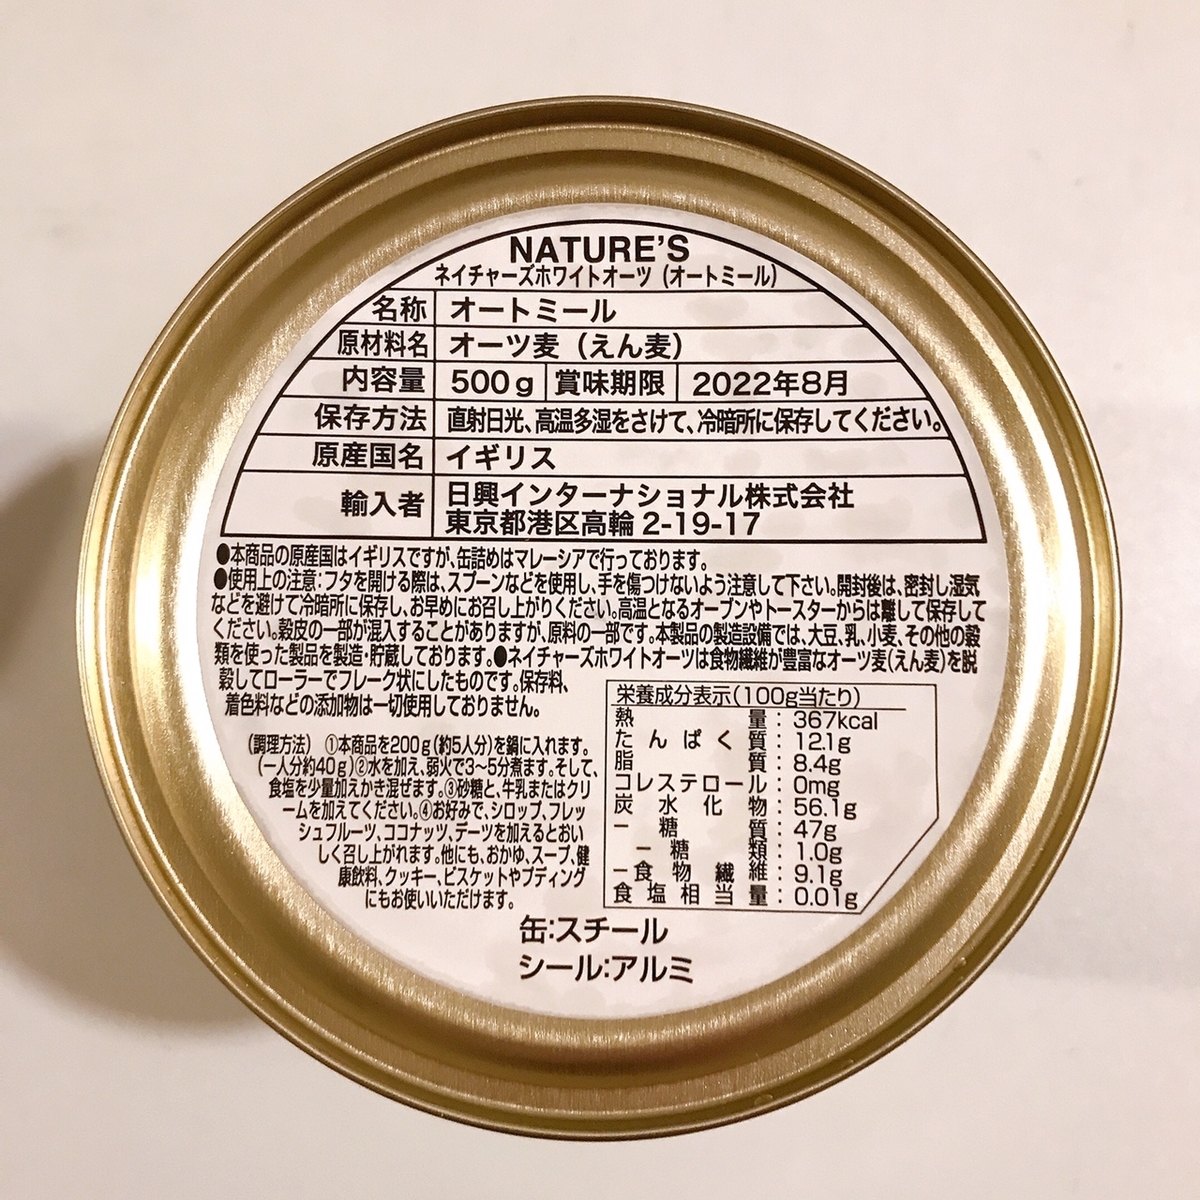 NATURE'S
ネイチャーズホワイトオーツ（オートミール）
名称 オートミール
原材料名 オーツ麦（えん麦）
内容量 500g 賞味期限 2022年8月
保存方法 直射日光、高温多湿をさけて、冷暗所に保存してください。
原産国名 イギリス
輸入者 日興インターナショナル株式会社
東京都港区高輪 2-19-17
●本商品の原産国はイギリスですが、缶詰めはマレーシアで行っております。
●使用上の注意：フタを開ける際は、スプーンなどを使用し、手を傷つけないよう注意して下さい。開封後は、密封し湿気
などを避けて冷暗所に保存し、お早めにお召し上がりください。高温となるオーブンやトースターからは離して保存して
ください。穀皮の一部が混入することがありますが、原料の一部です。本製品の製造設備では、大豆、乳、小麦、その他の穀
類を使った製品を製造・貯蔵しております。●ネイチャーズホワイトオーツは食物繊維が豊富なオーツ麦（えん麦）を脱
穀してローラーでフレーク状にしたものです。保存料、
着色料などの添加物は一切使用しておりません。
（調理方法） ①本商品を200g（約5人分）を鍋に入れます。
（一人分約40g）②水を加え、弱火で3〜5分煮ます。そして、
食塩を少量加えかき混ぜます。③砂糖と、牛乳またはクリ
ームを加えてください。④お好みで、シロップ、フレッ
シュフルーツ、ココナッツ、デーツを加えるとおい
しく召し上がれます。他にも、おかゆ、スープ、健
康飲料、クッキー、ビスケットやプディング
にもお使いいただけます。
栄養成分表示（100g当たり）
熱量：367kcal
たんぱく質：12.1g
脂質：8.4g
コレステロール：0mg
炭水化物：56.1g
－糖質：47g
－糖類：1.0g
－食物繊維：9.1g
食塩相当量：0.01g
缶：スチール
シール：アルミ